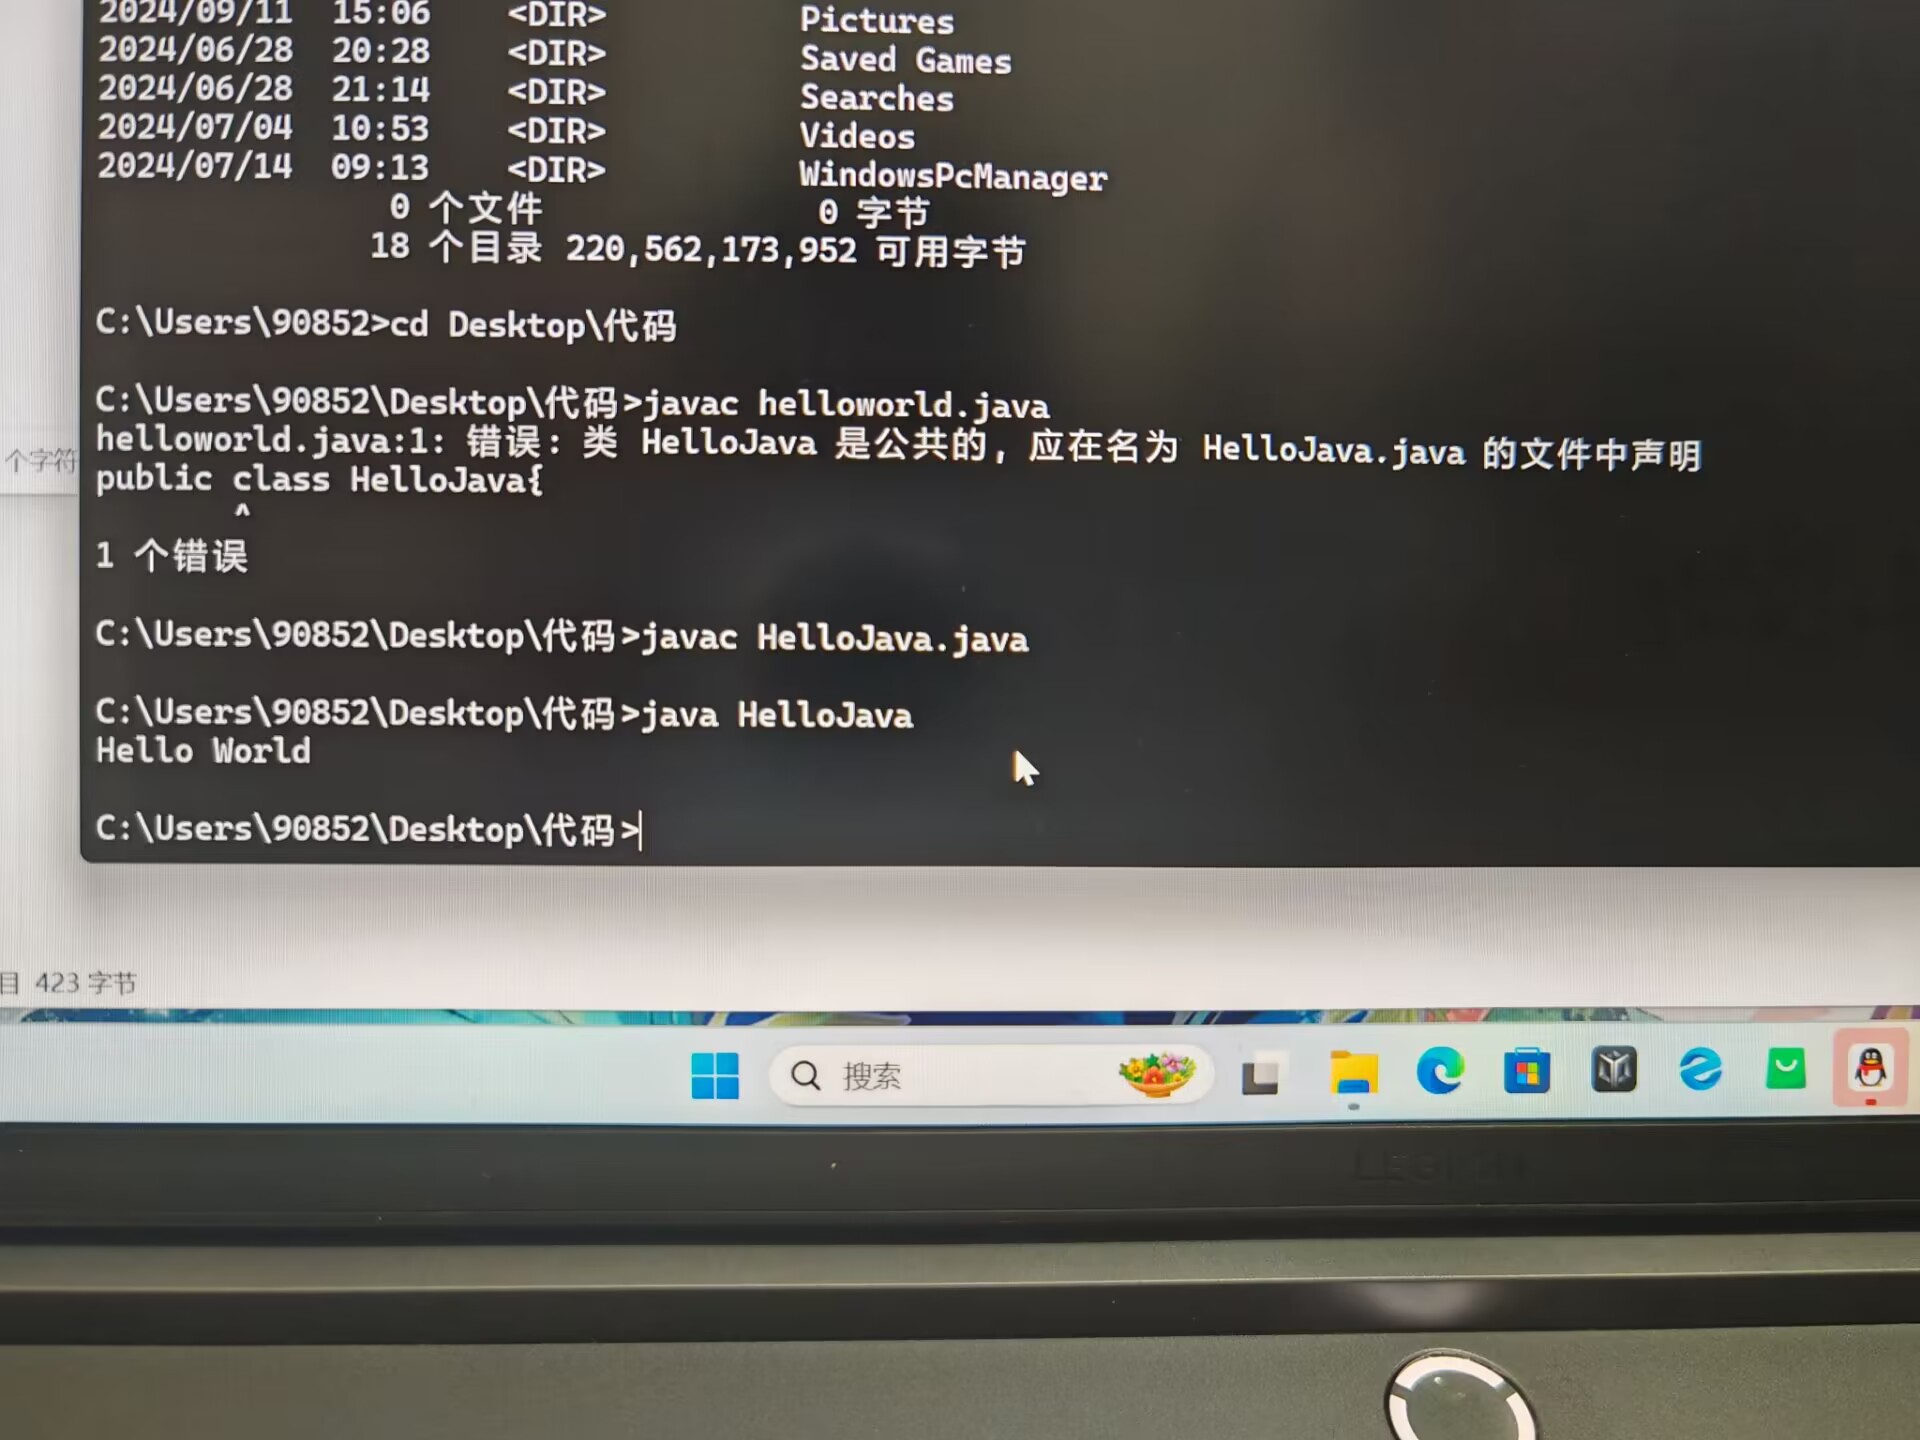 2024/09/11 15:06 <DIR> Pictures
2024/06/28 20:28 <DIR> Saved Games
2024/06/28 21:14 <DIR> Searches
2024/07/04 10:53 <DIR> Videos
2024/07/14 09:13 <DIR> WindowsPcManager
0 个文件 0 字节
18 个目录 220,562,173,952 可用字节
C:\Users\90852>cd Desktop\代码
C:\Users\90852\Desktop\代码>javac helloworld.java
helloworld.java:1: 错误: 类 HelloJava 是公共的, 应在名为 HelloJava.java 的文件中声明
个字符
public class HelloJava{
^
1 个错误
C:\Users\90852\Desktop\代码>javac HelloJava.java
C:\Users\90852\Desktop\代码>java HelloJava
Hello World
C:\Users\90852\Desktop\代码>
目 423 字节
搜索
LEGION